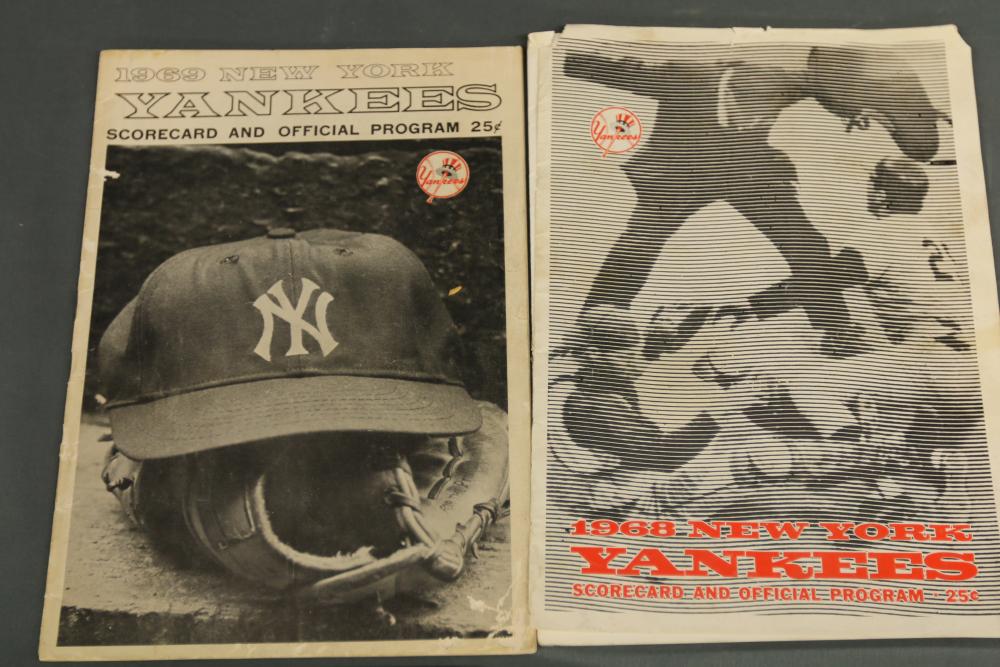 1969 NEW YORK
YANKEES
SCORECARD AND OFFICIAL PROGRAM 25¢
Yankees
NY
Yankees
1968 NEW YORK
YANKEES
SCORECARD AND OFFICIAL PROGRAM · 25¢